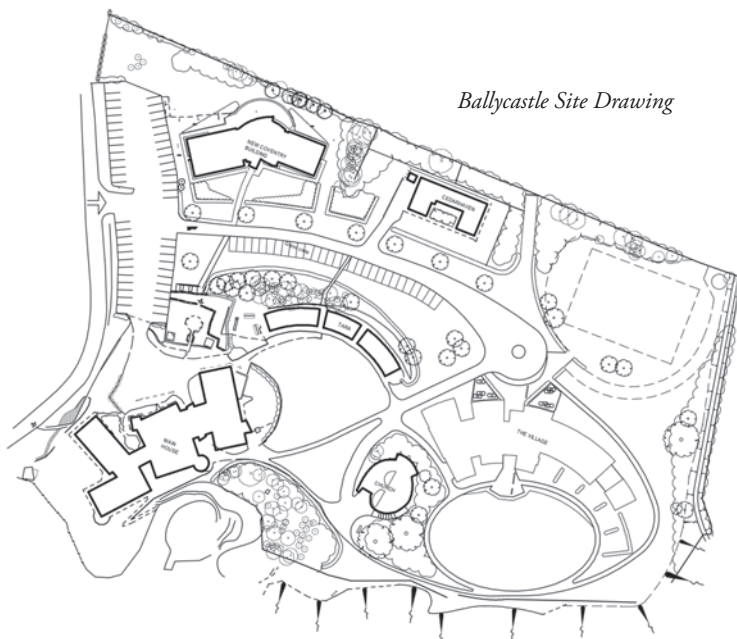 Ballycastle Site Drawing
NEW COVENTRY
BUILDING
CEDARHAVEN
TARA
MAIN
HOUSE
THE VILLAGE